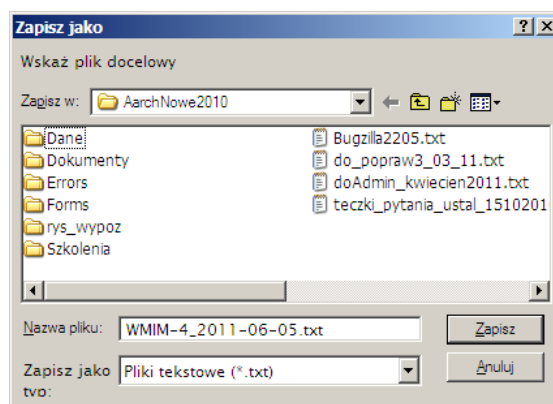 Zapisz jako
Wskaż plik docelowy
Zapisz w: AarchNowe2010
Dane
Dokumenty
Errors
Forms
rys_wypoz
Szkolenia
Bugzilla2205.txt
do_popraw3_03_11.txt
doAdmin_kwiecien2011.txt
teczki_pytania_ustal_1510201
Nazwa pliku: WMIM-4_2011-06-05.txt Zapisz
Zapisz jako typ: Pliki tekstowe (*.txt) Anuluj